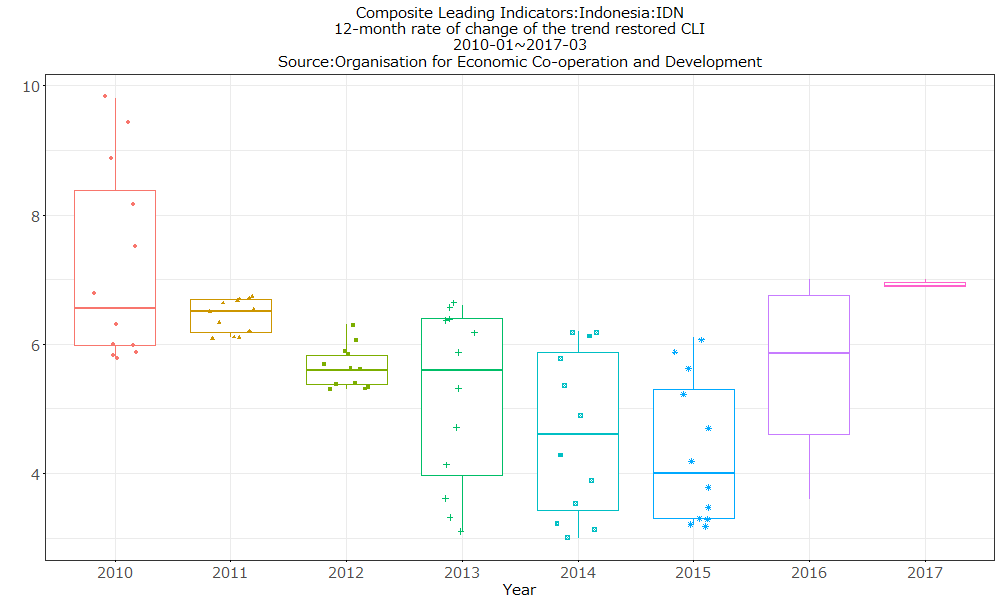 Composite Leading Indicators:Indonesia:IDN
12-month rate of change of the trend restored CLI
2010-01~2017-03
Source:Organisation for Economic Co-operation and Development
10
8
6
4
2010 2011 2012 2013 2014 2015 2016 2017
Year